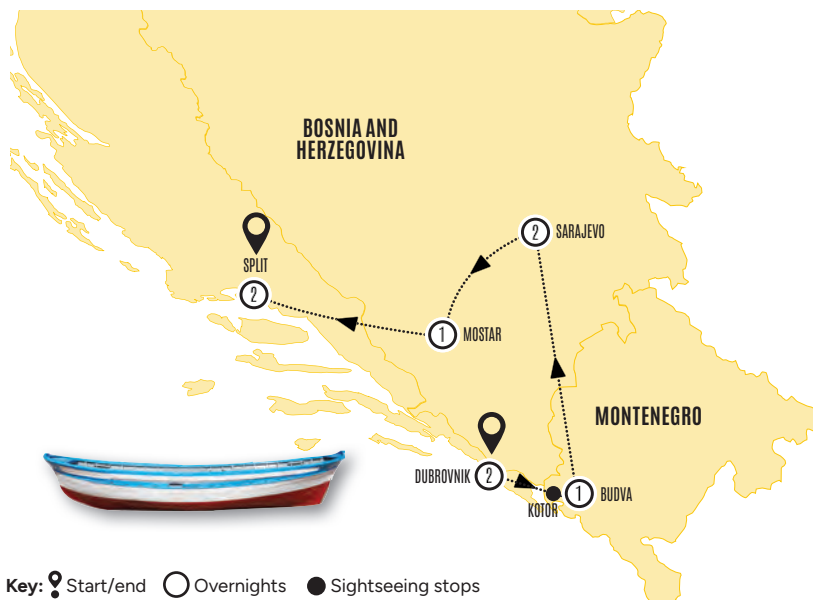 BOSNIA AND
HERZEGOVINA
2
SARAJEVO
SPLIT
2
1
MOSTAR
MONTENEGRO
DUBROVNIK
2
KOTOR
1
BUDVA
Key: Start/end Overnights Sightseeing stops